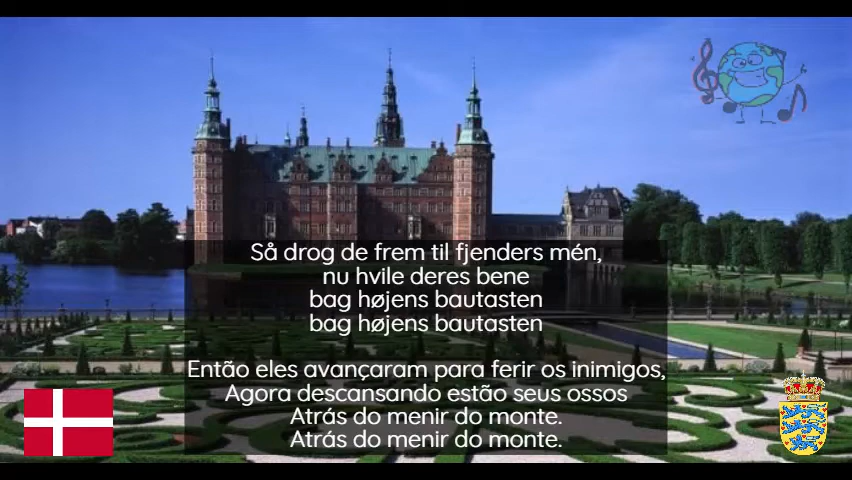 Så drog de frem til fjenders mén,
nu hvile deres bene
bag højens bautasten
bag højens bautasten
Então eles avançaram para ferir os inimigos,
Agora descansando estão seus ossos
Atrás do menir do monte.
Atrás do menir do monte.